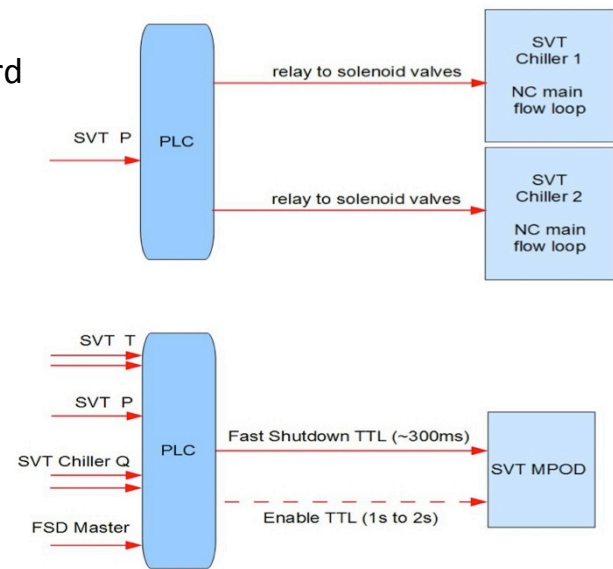 rd
SVT P
PLC
relay to solenoid valves
SVT
Chiller 1
NC main
flow loop
relay to solenoid valves
SVT
Chiller 2
NC main
flow loop
SVT T
SVT P
SVT Chiller Q
FSD Master
PLC
Fast Shutdown TTL (~300ms)
Enable TTL (1s to 2s)
SVT MPOD